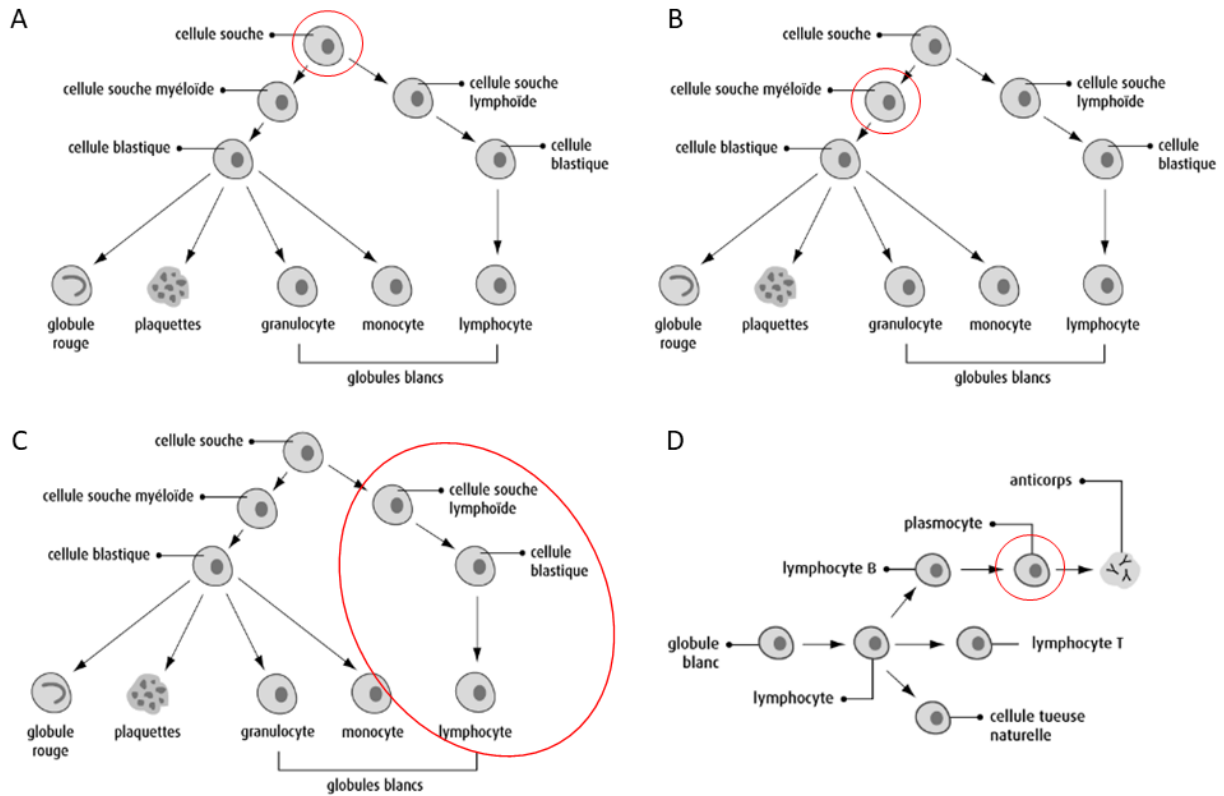 A
cellule souche
cellule souche myéloïde
cellule souche
lymphoïde
cellule blastique
cellule
blastique
globule
rouge
plaquettes
granulocyte
monocyte
lymphocyte
globules blancs
B
cellule souche
cellule souche myéloïde
cellule souche
lymphoïde
cellule blastique
cellule
blastique
globule
rouge
plaquettes
granulocyte
monocyte
lymphocyte
globules blancs
C
cellule souche
cellule souche myéloïde
cellule souche
lymphoïde
cellule blastique
cellule
blastique
globule
rouge
plaquettes
granulocyte
monocyte
lymphocyte
globules blancs
D
anticorps
plasmocyte
lymphocyte B
globule
blanc
lymphocyte T
lymphocyte
cellule tueuse
naturelle